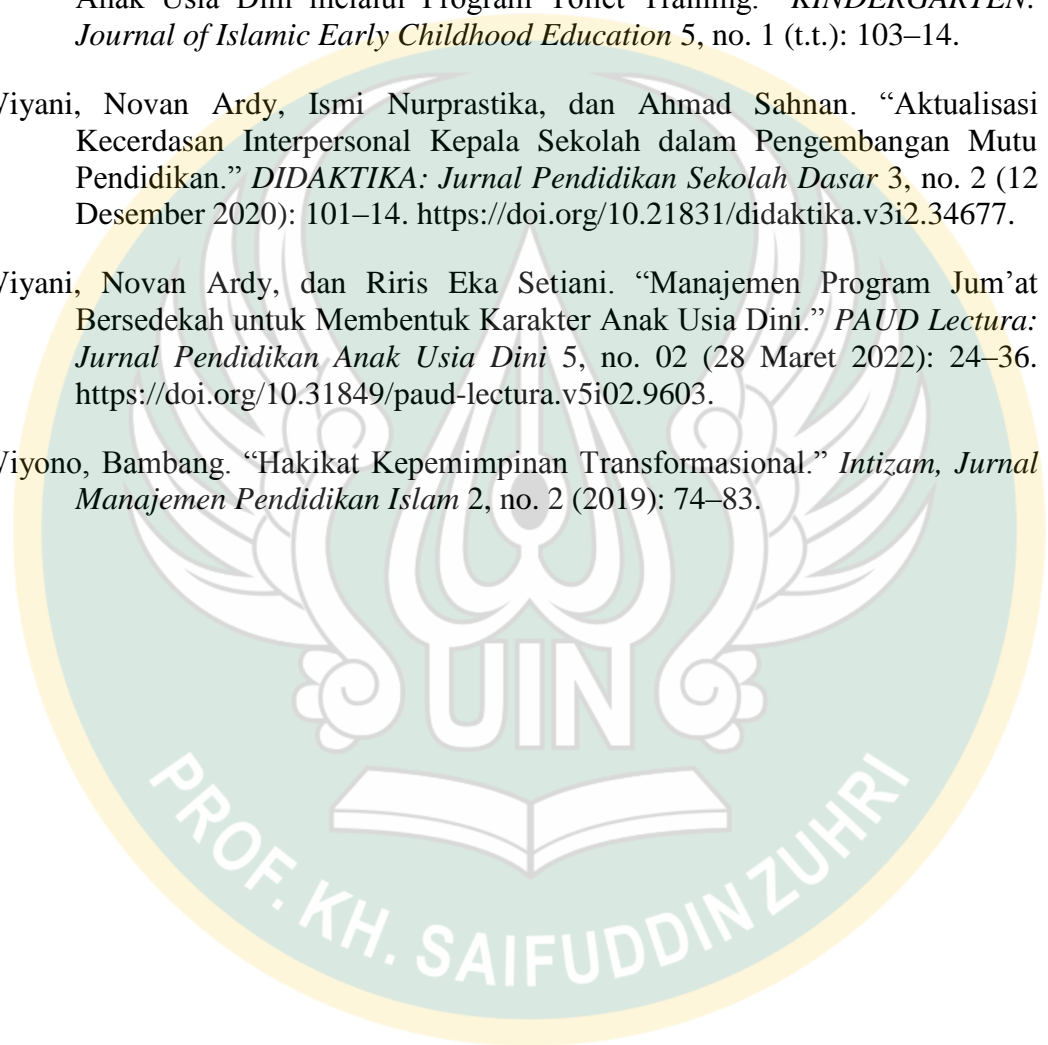 Anak Usia Dini melalui Program Toilet Training.” KINDERGARTEN:
Journal of Islamic Early Childhood Education 5, no. 1 (t.t.): 103–14.
Wiyani, Novan Ardy, Ismi Nurprastika, dan Ahmad Sahnan. “Aktualisasi
Kecerdasan Interpersonal Kepala Sekolah dalam Pengembangan Mutu
Pendidikan.” DIDAKTIKA: Jurnal Pendidikan Sekolah Dasar 3, no. 2 (12
Desember 2020): 101–14. https://doi.org/10.21831/didaktika.v3i2.34677.
Wiyani, Novan Ardy, dan Riris Eka Setiani. “Manajemen Program Jum’at
Bersedekah untuk Membentuk Karakter Anak Usia Dini.” PAUD Lectura:
Jurnal Pendidikan Anak Usia Dini 5, no. 02 (28 Maret 2022): 24–36.
https://doi.org/10.31849/paud-lectura.v5i02.9603.
Wiyono, Bambang. “Hakikat Kepemimpinan Transformasional.” Intizam, Jurnal
Manajemen Pendidikan Islam 2, no. 2 (2019): 74–83.
UIN
PROF. KH. SAIFUDDIN ZUHRI